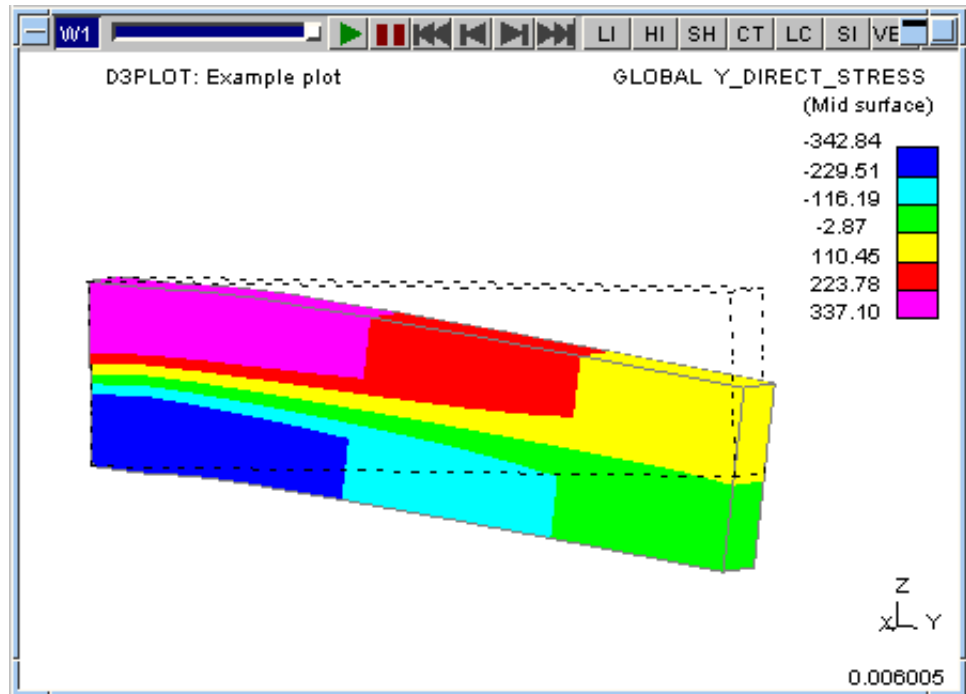 W1 LI HI SH CT LC SI VE
D3PLOT: Example plot
GLOBAL Y_DIRECT_STRESS
(Mid surface)
-342.84
-229.51
-116.19
-2.87
110.45
223.78
337.10
Z
X Y
0.006005